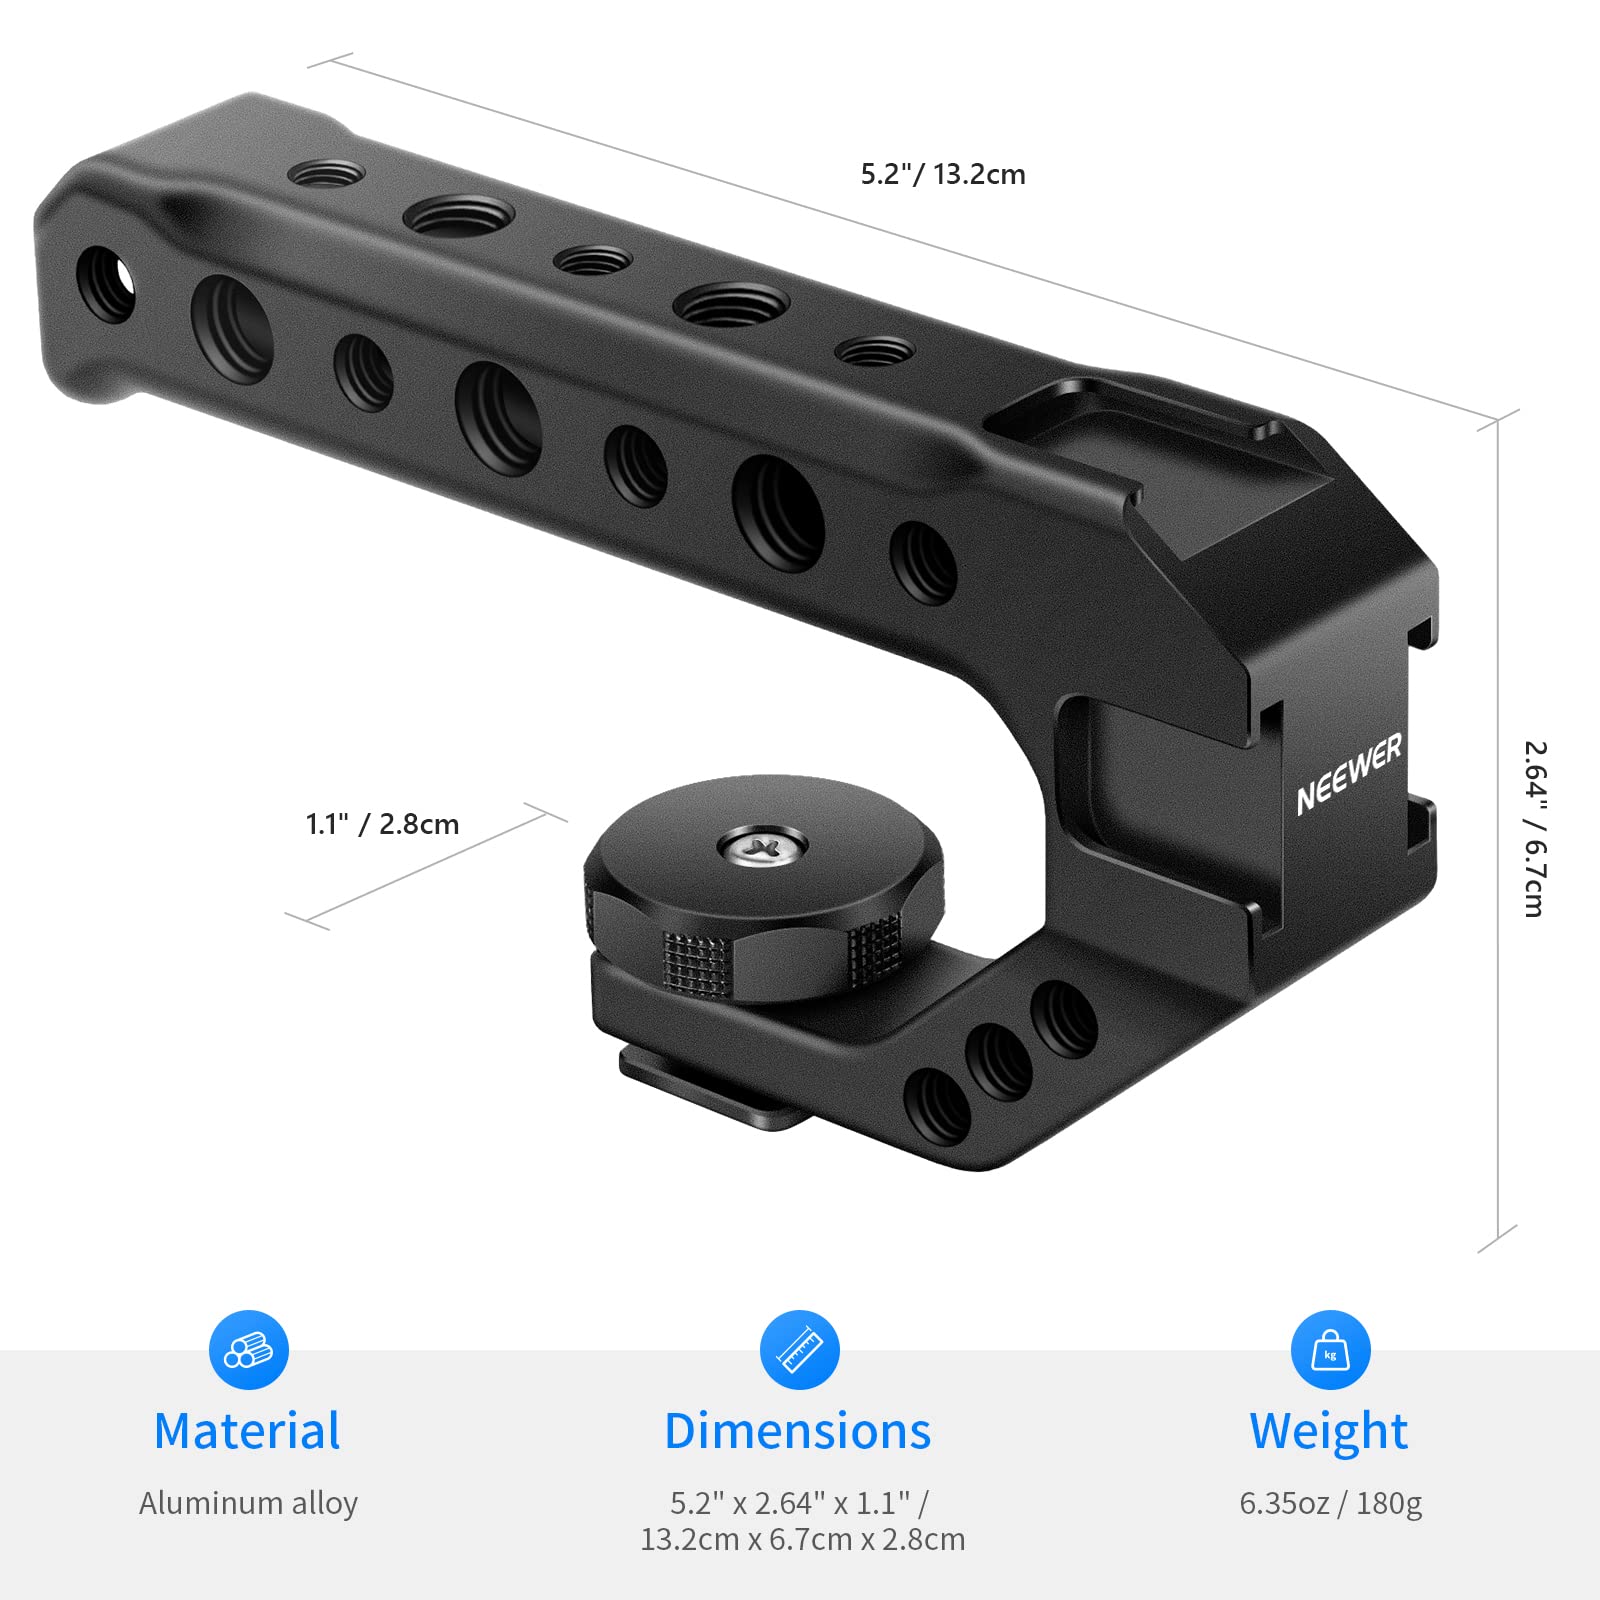 5.2"/ 13.2cm
1.1" / 2.8cm
2.64" / 6.7cm
NEEWER
kg
Material
Aluminum alloy
Dimensions
5.2" x 2.64" x 1.1" /
13.2cm x 6.7cm x 2.8cm
Weight
6.35oz / 180g